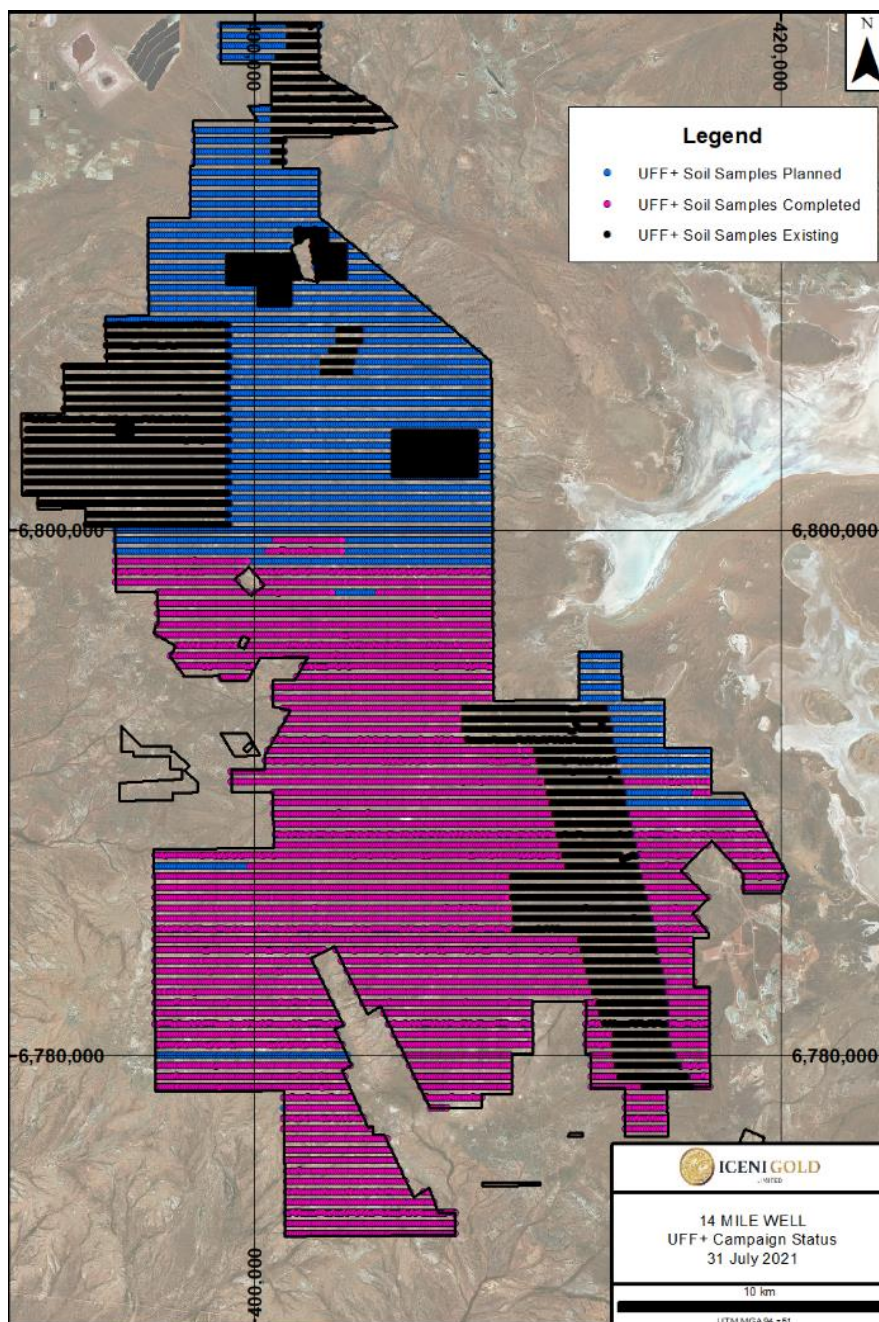 N
420,000
Legend
UFF+ Soil Samples Planned
UFF+ Soil Samples Completed
UFF+ Soil Samples Existing
6,800,000
6,800,000
6,780,000
6,780,000
400,000
ICENI GOLD
LIMITED
14 MILE WELL
UFF+ Campaign Status
31 July 2021
10 km